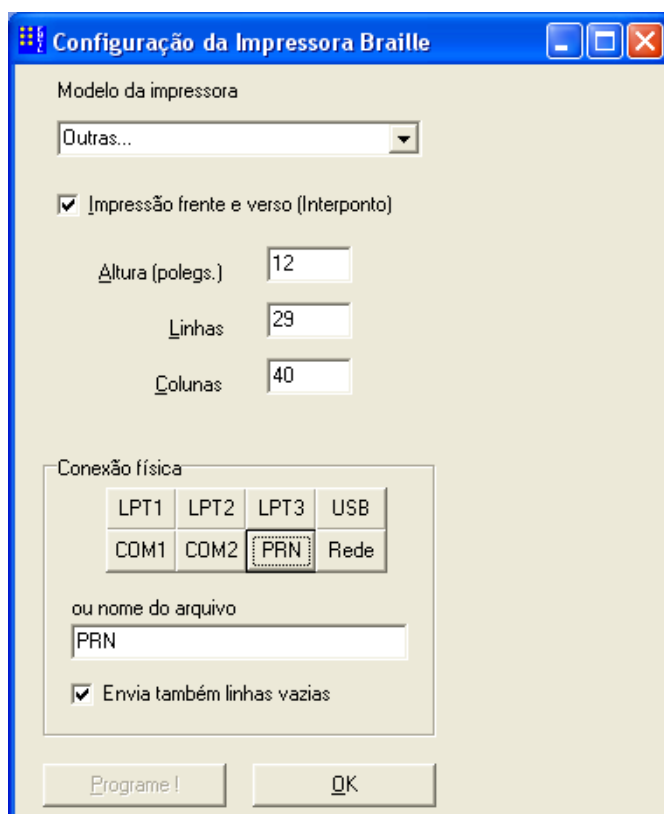 Configuração da Impressora Braille
Modelo da impressora
Outras...
Impressão frente e verso (Interponto)
Altura (polegs.) 12
Linhas 29
Colunas 40
Conexão física
LPT1 LPT2 LPT3 USB
COM1 COM2 PRN Rede
ou nome do arquivo
PRN
Envia também linhas vazias
Programe ! OK